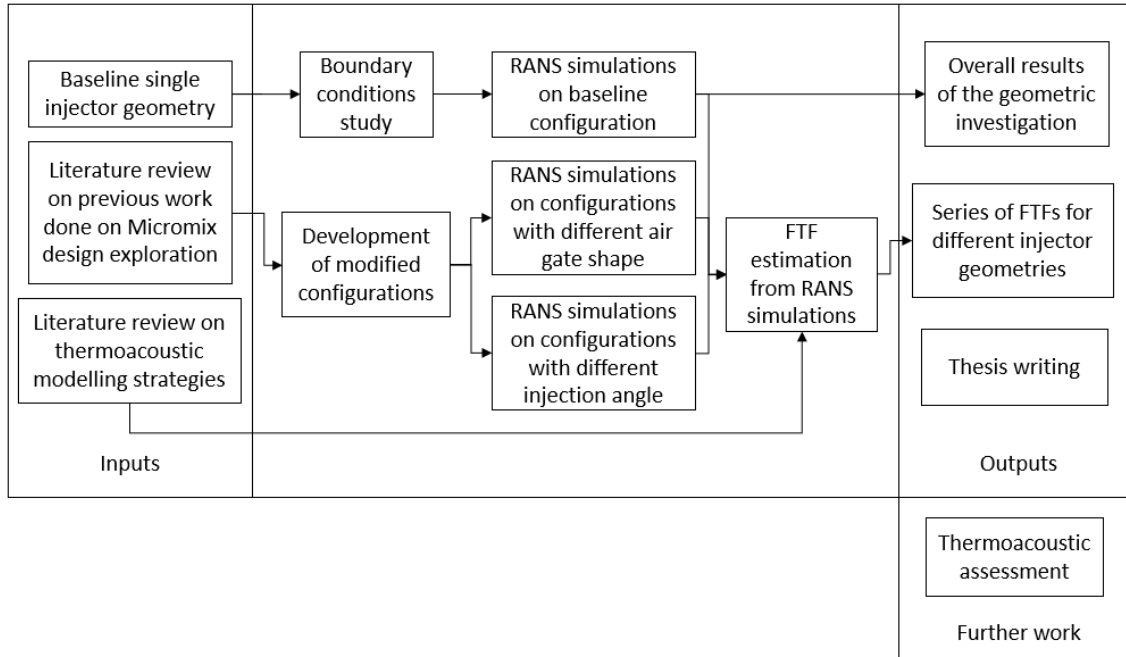 Baseline single
injector geometry
Literature review
on previous work
done on Micromix
design exploration
Literature review on
thermoacoustic
modelling strategies
Inputs
Boundary
conditions
study
Development
of modified
configurations
RANS simulations
on baseline
configuration
RANS simulations
on configurations
with different air
gate shape
RANS simulations
on configurations
with different
injection angle
FTF
estimation
from RANS
simulations
Overall results
of the geometric
investigation
Series of FTFs for
different injector
geometries
Thesis writing
Outputs
Thermoacoustic
assessment
Further work